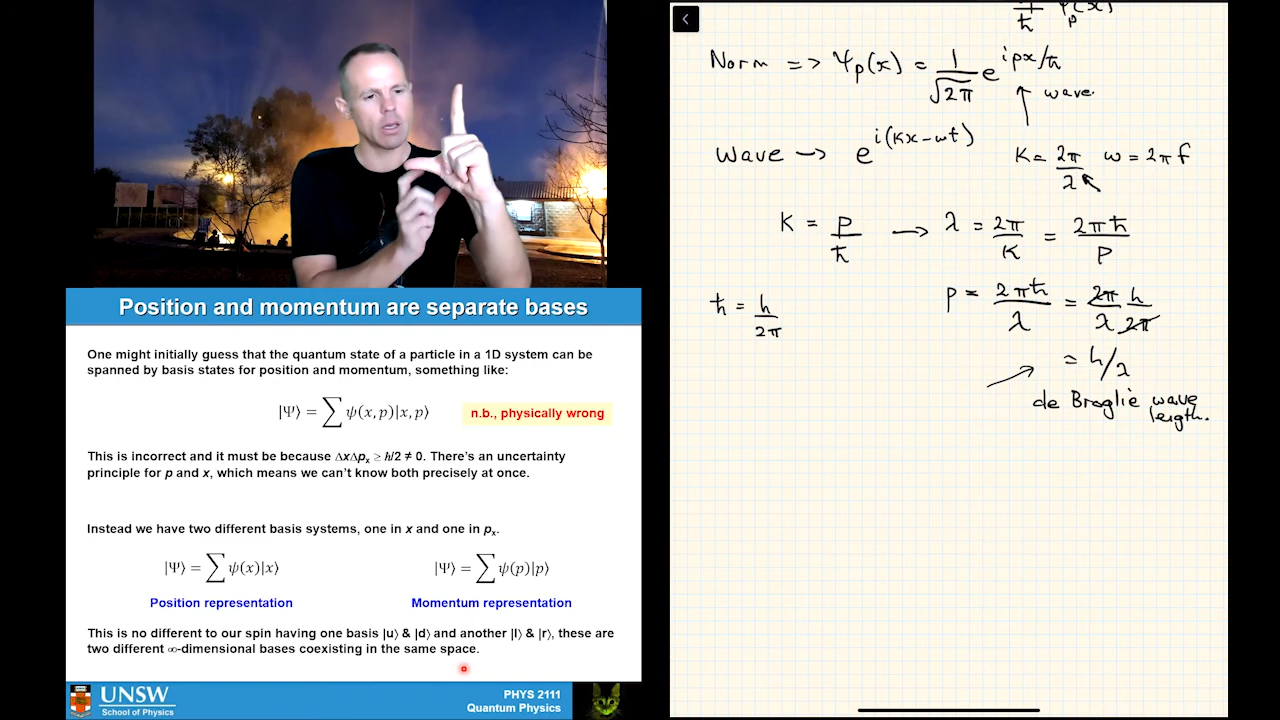 Position and momentum are separate bases
One might initially guess that the quantum state of a particle in a 1D system can be
spanned by basis states for position and momentum, something like:
|Ψ⟩ = ∑ ψ(x, p)|x, p⟩
n.b., physically wrong
This is incorrect and it must be because ΔxΔpₓ ≥ ℏ/2 ≠ 0. There's an uncertainty
principle for p and x, which means we can't know both precisely at once.
Instead we have two different basis systems, one in x and one in pₓ.
|Ψ⟩ = ∑ ψ(x)|x⟩
|Ψ⟩ = ∑ ψ(p)|p⟩
Position representation
Momentum representation
This is no different to our spin having one basis |u⟩ & |d⟩ and another |l⟩ & |r⟩, these are
two different ∞-dimensional bases coexisting in the same space.
UNSW
School of Physics
PHYS 2111
Quantum Physics
Norm => Ψp(x) = 1/√2π e^(ipx/ℏ)
wave.
Wave → e^(i(kx-ωt))
k = 2π/λ ω = 2πf
k = p/ℏ → λ = 2π/k = 2πℏ/p
ℏ = h/2π
p = 2πℏ/λ = 2π/λ h/2π
= h/λ
de Broglie wave
length.